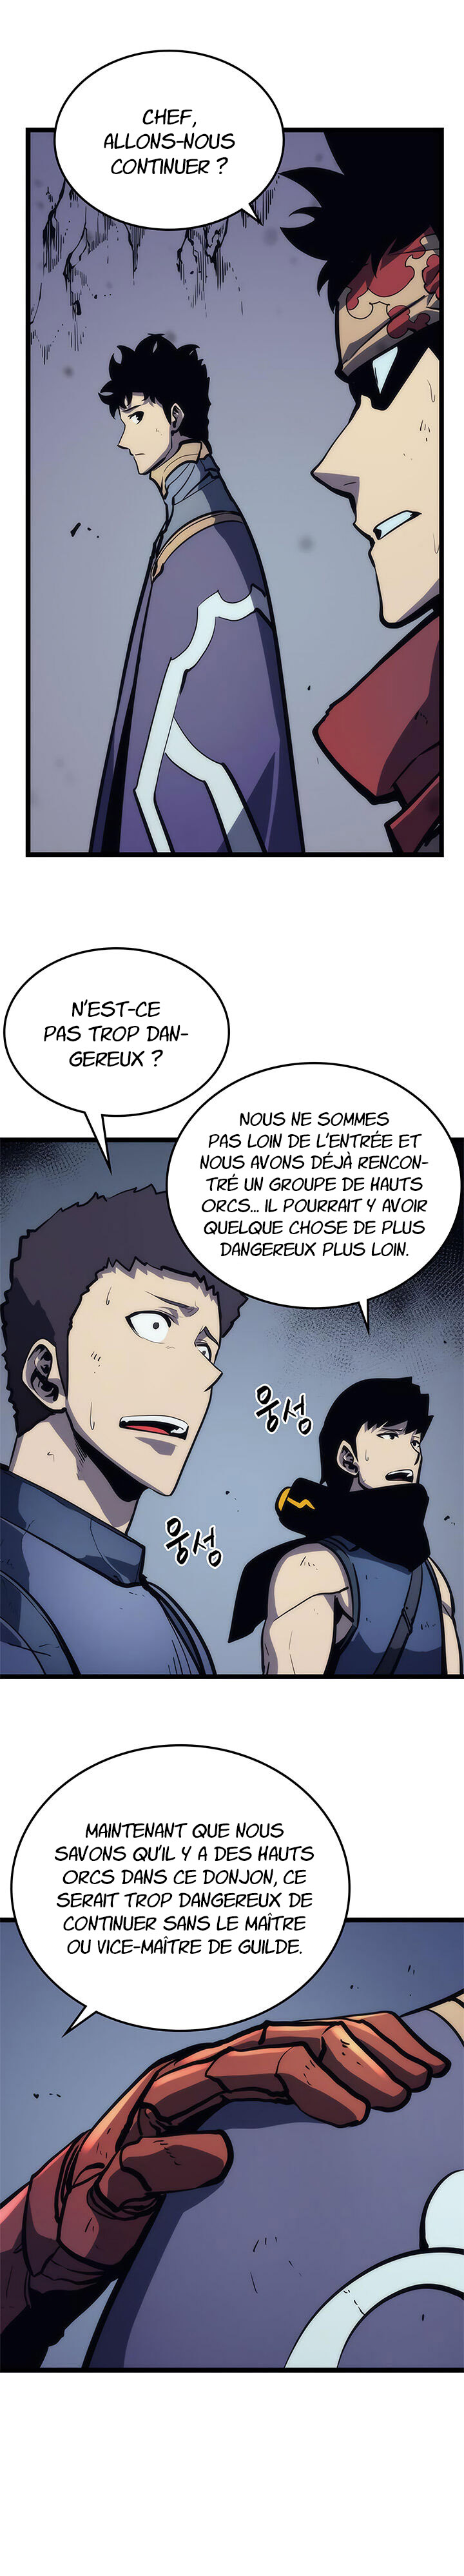 CHEF,
ALLONS-NOUS
CONTINUER ?
N'EST-CE
PAS TROP DAN-
GEREUX ?
NOUS NE SOMMES
PAS LOIN DE L'ENTRÉE ET
NOUS AVONS DÉJÀ RENCON-
TRÉ UN GROUPE DE HAUTS
ORCS... IL POURRAIT Y AVOIR
QUELQUE CHOSE DE PLUS
DANGEREUX PLUS LOIN.
웅성
웅성
MAINTENANT QUE NOUS
SAVONS QU'IL Y A DES HAUTS
ORCS DANS CE DONJON, CE
SERAIT TROP DANGEREUX DE
CONTINUER SANS LE MAÎTRE
OU VICE-MAÎTRE DE GUILDE.